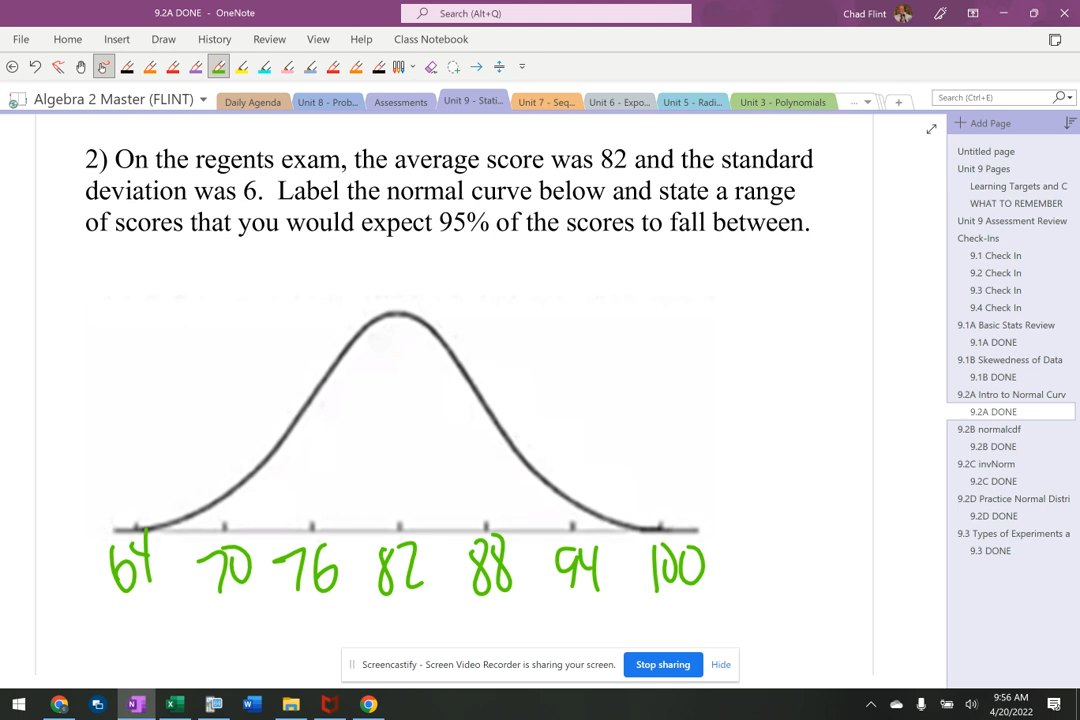 9.2A DONE - OneNote
Search (Alt+Q)
Chad Flint
File Home Insert Draw History Review View Help Class Notebook
Algebra 2 Master (FLINT)
Daily Agenda
Unit 8 - Prob...
Assessments
Unit 9 - Stati...
Unit 7 - Seq...
Unit 6 - Expo...
Unit 5 - Radi...
Unit 3 - Polynomials
...
Search (Ctrl+E)
2) On the regents exam, the average score was 82 and the standard
deviation was 6. Label the normal curve below and state a range
of scores that you would expect 95% of the scores to fall between.
64 70 76 82 88 94 100
Add Page
Untitled page
Unit 9 Pages
Learning Targets and C
WHAT TO REMEMBER
Unit 9 Assessment Review
Check-Ins
9.1 Check In
9.2 Check In
9.3 Check In
9.4 Check In
9.1A Basic Stats Review
9.1A DONE
9.1B Skewedness of Data
9.1B DONE
9.2A Intro to Normal Curv
9.2A DONE
9.2B normalcdf
9.2B DONE
9.2C invNorm
9.2C DONE
9.2D Practice Normal Distri
9.2D DONE
9.3 Types of Experiments a
9.3 DONE
Screencastify - Screen Video Recorder is sharing your screen.
Stop sharing
Hide
9:56 AM
4/20/2022